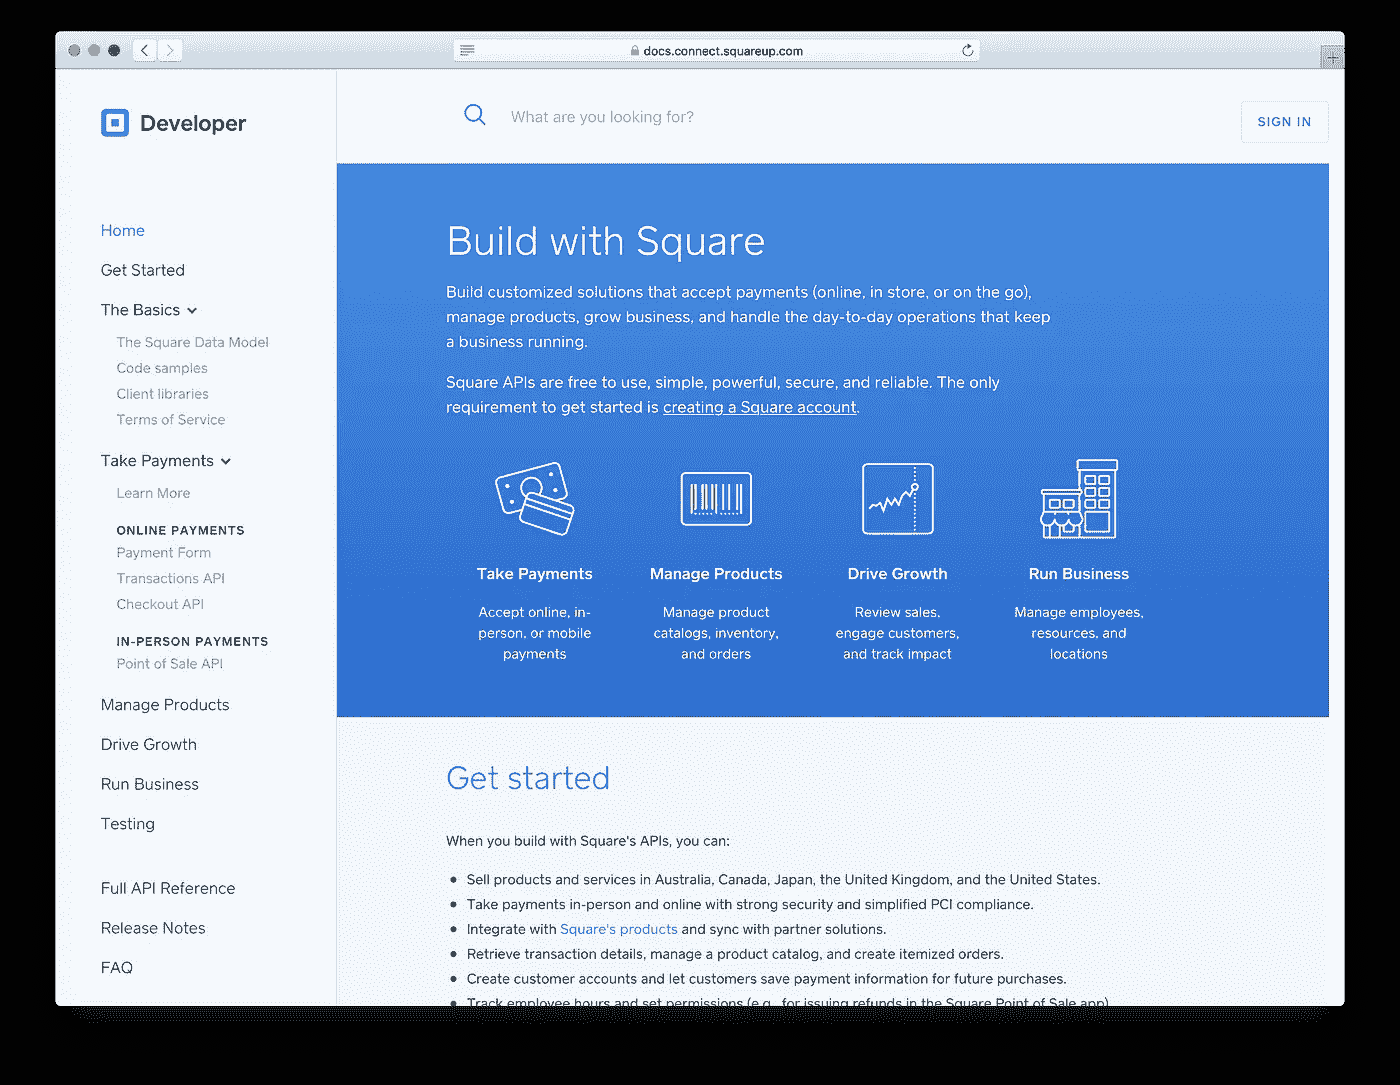 docs.connect.squareup.com
Developer
What are you looking for?
SIGN IN
Home
Get Started
The Basics
The Square Data Model
Code samples
Client libraries
Terms of Service
Take Payments
Learn More
ONLINE PAYMENTS
Payment Form
Transactions API
Checkout API
IN-PERSON PAYMENTS
Point of Sale API
Manage Products
Drive Growth
Run Business
Testing
Full API Reference
Release Notes
FAQ
Build with Square
Build customized solutions that accept payments (online, in store, or on the go),
manage products, grow business, and handle the day-to-day operations that keep
a business running.
Square APIs are free to use, simple, powerful, secure, and reliable. The only
requirement to get started is creating a Square account.
Take Payments
Accept online, in-
person, or mobile
payments
Manage Products
Manage product
catalogs, inventory,
and orders
Drive Growth
Review sales,
engage customers,
and track impact
Run Business
Manage employees,
resources, and
locations
Get started
When you build with Square's APIs, you can:
• Sell products and services in Australia, Canada, Japan, the United Kingdom, and the United States.
• Take payments in-person and online with strong security and simplified PCI compliance.
• Integrate with Square's products and sync with partner solutions.
• Retrieve transaction details, manage a product catalog, and create itemized orders.
• Create customer accounts and let customers save payment information for future purchases.
• Track employee hours and set permissions (e.g., for issuing refunds in the Square Point of Sale app)